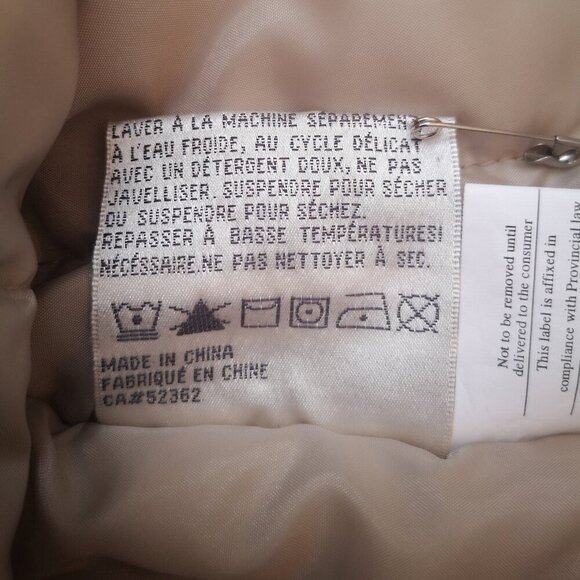 LAVER À LA MACHINE SÉPARÉMENT
À L'EAU FROIDE, AU CYCLE DÉLICAT
AVEC UN DÉTERGENT DOUX, NE PAS
JAVELLISER. SUSPENDRE POUR SÉCHER
OU SUSPENDRE POUR SÉCHEZ.
REPASSER À BASSE TEMPÉRATURESI
NÉCESSAIRE.NE PAS NETTOYER À SEC.
MADE IN CHINA
FABRIQUÉ EN CHINE
CA#52362
Not to be removed until
delivered to the consumer
This label is affixed in
compliance with Provincial law